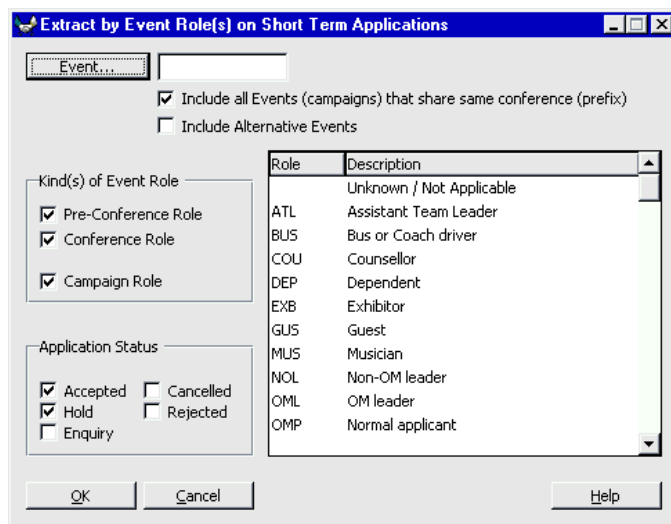 Extract by Event Role(s) on Short Term Applications
Event...
Include all Events (campaigns) that share same conference (prefix)
Include Alternative Events
Kind(s) of Event Role
Pre-Conference Role
Conference Role
Campaign Role
Application Status
Accepted Cancelled
Hold Rejected
Enquiry
Role Description
Unknown / Not Applicable
ATL Assistant Team Leader
BUS Bus or Coach driver
COU Counsellor
DEP Dependent
EXB Exhibitor
GUS Guest
MUS Musician
NOL Non-OM leader
OML OM leader
OMP Normal applicant
OK Cancel Help